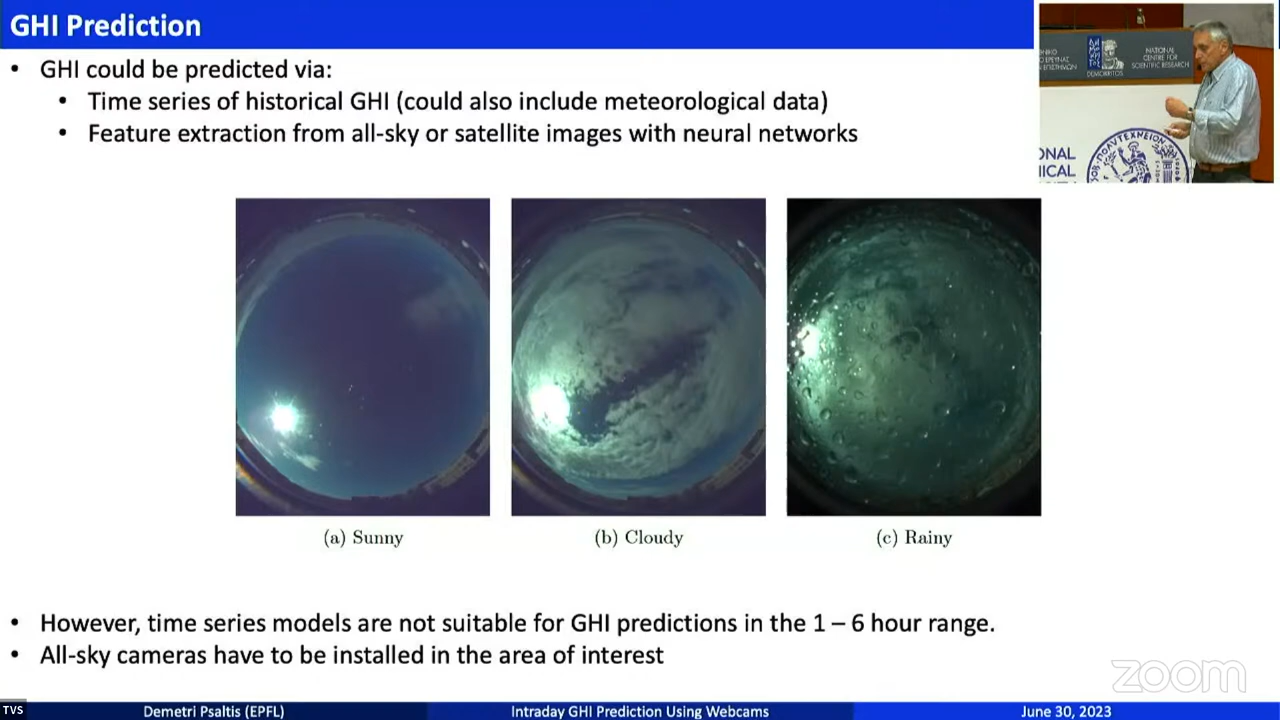 GHI Prediction
• GHI could be predicted via:
• Time series of historical GHI (could also include meteorological data)
• Feature extraction from all-sky or satellite images with neural networks
ΔΗΜΟΚΡΙΤΟΣ
DEMOKRITOS
NATIONAL
CENTRE FOR
SCIENTIFIC RESEARCH
ONAL
ICAL
(a) Sunny
(b) Cloudy
(c) Rainy
• However, time series models are not suitable for GHI predictions in the 1 – 6 hour range.
• All-sky cameras have to be installed in the area of interest
zoom
TVS
Demetri Psaltis (EPFL)
Intraday GHI Prediction Using Webcams
June 30, 2023